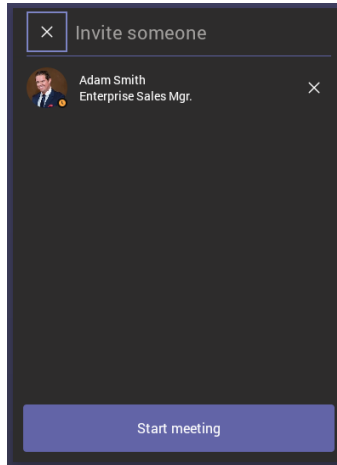 Invite someone
Adam Smith
Enterprise Sales Mgr.
Start meeting